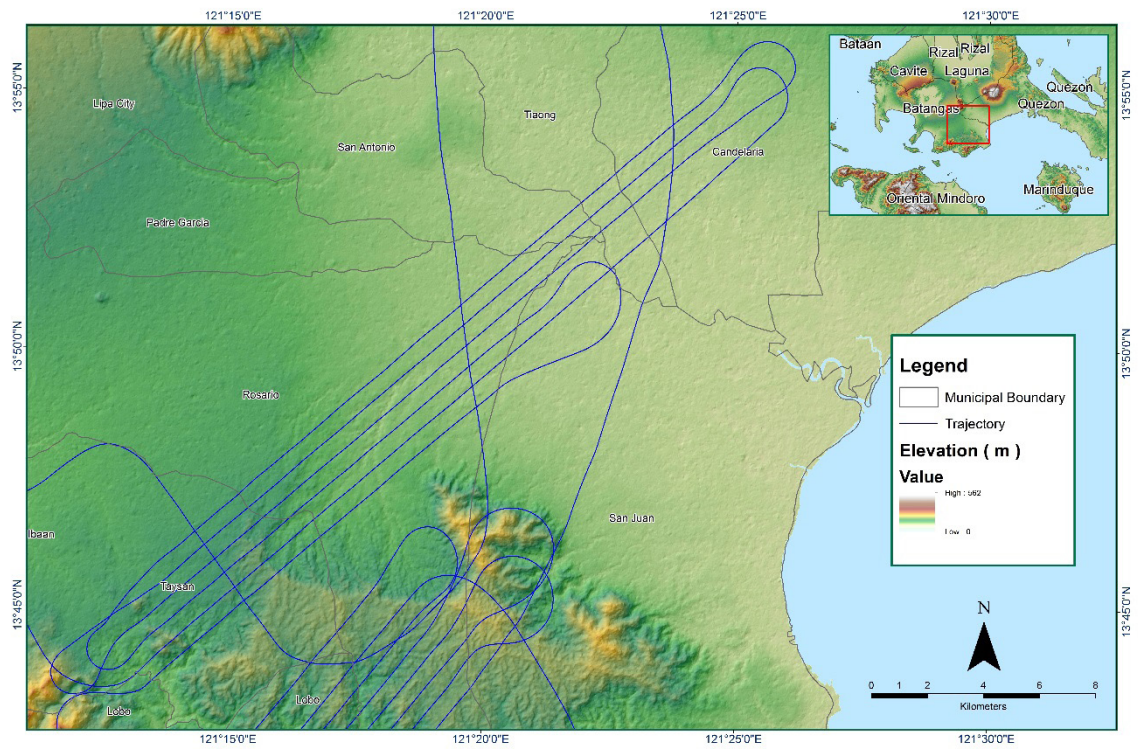 121°15'0"E
121°20'0"E
121°25'0"E
121°30'0"E
13°55'0"N
13°55'0"N
Bataan
Rizal
Rizal
Cavite
Laguna
Quezon
Batangas
Quezon
Oriental Mindoro
Marinduque
Lipa City
Tiaong
San Antonio
Candelaria
Padre Garcia
13°50'0"N
13°50'0"N
Legend
Municipal Boundary
Trajectory
Elevation ( m )
Value
High : 562
Low : 0
Rosario
San Juan
Ibaan
Taysan
13°45'0"N
13°45'0"N
N
Lobo
Lobo
0 1 2 4 6 8
Kilometers
121°15'0"E
121°20'0"E
121°25'0"E
121°30'0"E